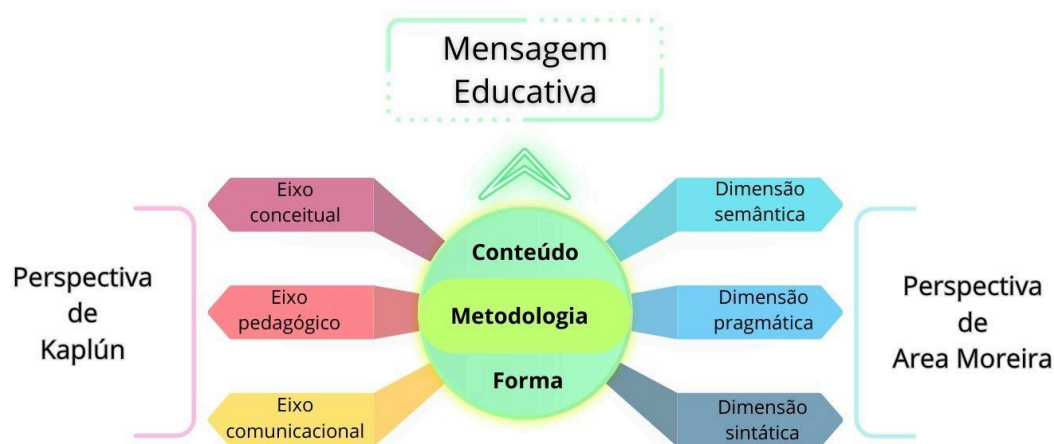 Mensagem
Educativa
Perspectiva
de
Kaplún
Eixo
conceitual
Eixo
pedagógico
Eixo
comunicacional
Conteúdo
Metodologia
Forma
Dimensão
semântica
Dimensão
pragmática
Dimensão
sintática
Perspectiva
de
Area Moreira